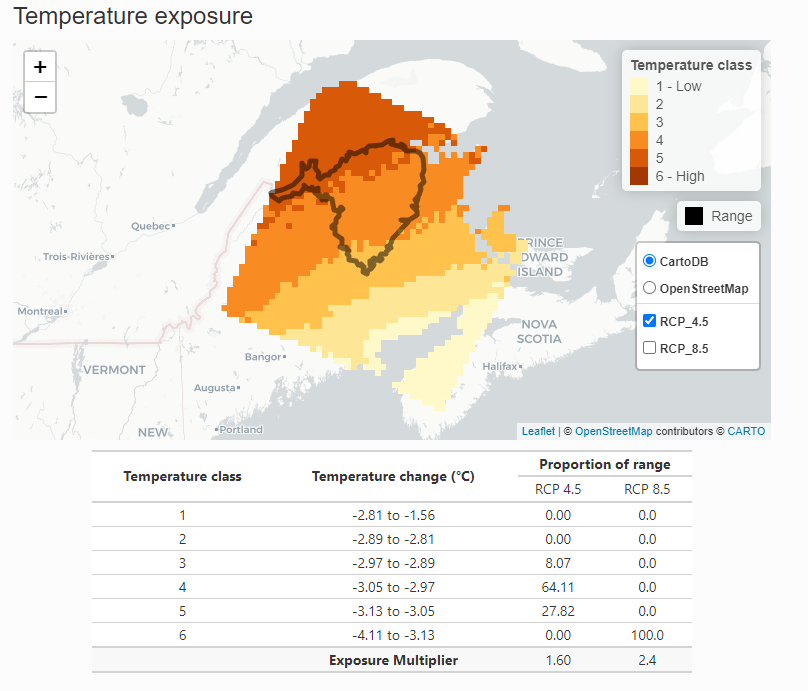 Temperature exposure
+
−
Temperature class
1 - Low
2
3
4
5
6 - High
Range
CartoDB
OpenStreetMap
RCP_4.5
RCP_8.5
Quebec
Trois-Rivières
Montreal
VERMONT
Bangor
Augusta
Portland
NEW
PRINCE
DWARD
ISLAND
NOVA
SCOTIA
Halifax
Leaflet | © OpenStreetMap contributors © CARTO
Temperature class Temperature change (°C) Proportion of range
RCP 4.5 RCP 8.5
1 -2.81 to -1.56 0.00 0.0
2 -2.89 to -2.81 0.00 0.0
3 -2.97 to -2.89 8.07 0.0
4 -3.05 to -2.97 64.11 0.0
5 -3.13 to -3.05 27.82 0.0
6 -4.11 to -3.13 0.00 100.0
Exposure Multiplier 1.60 2.4